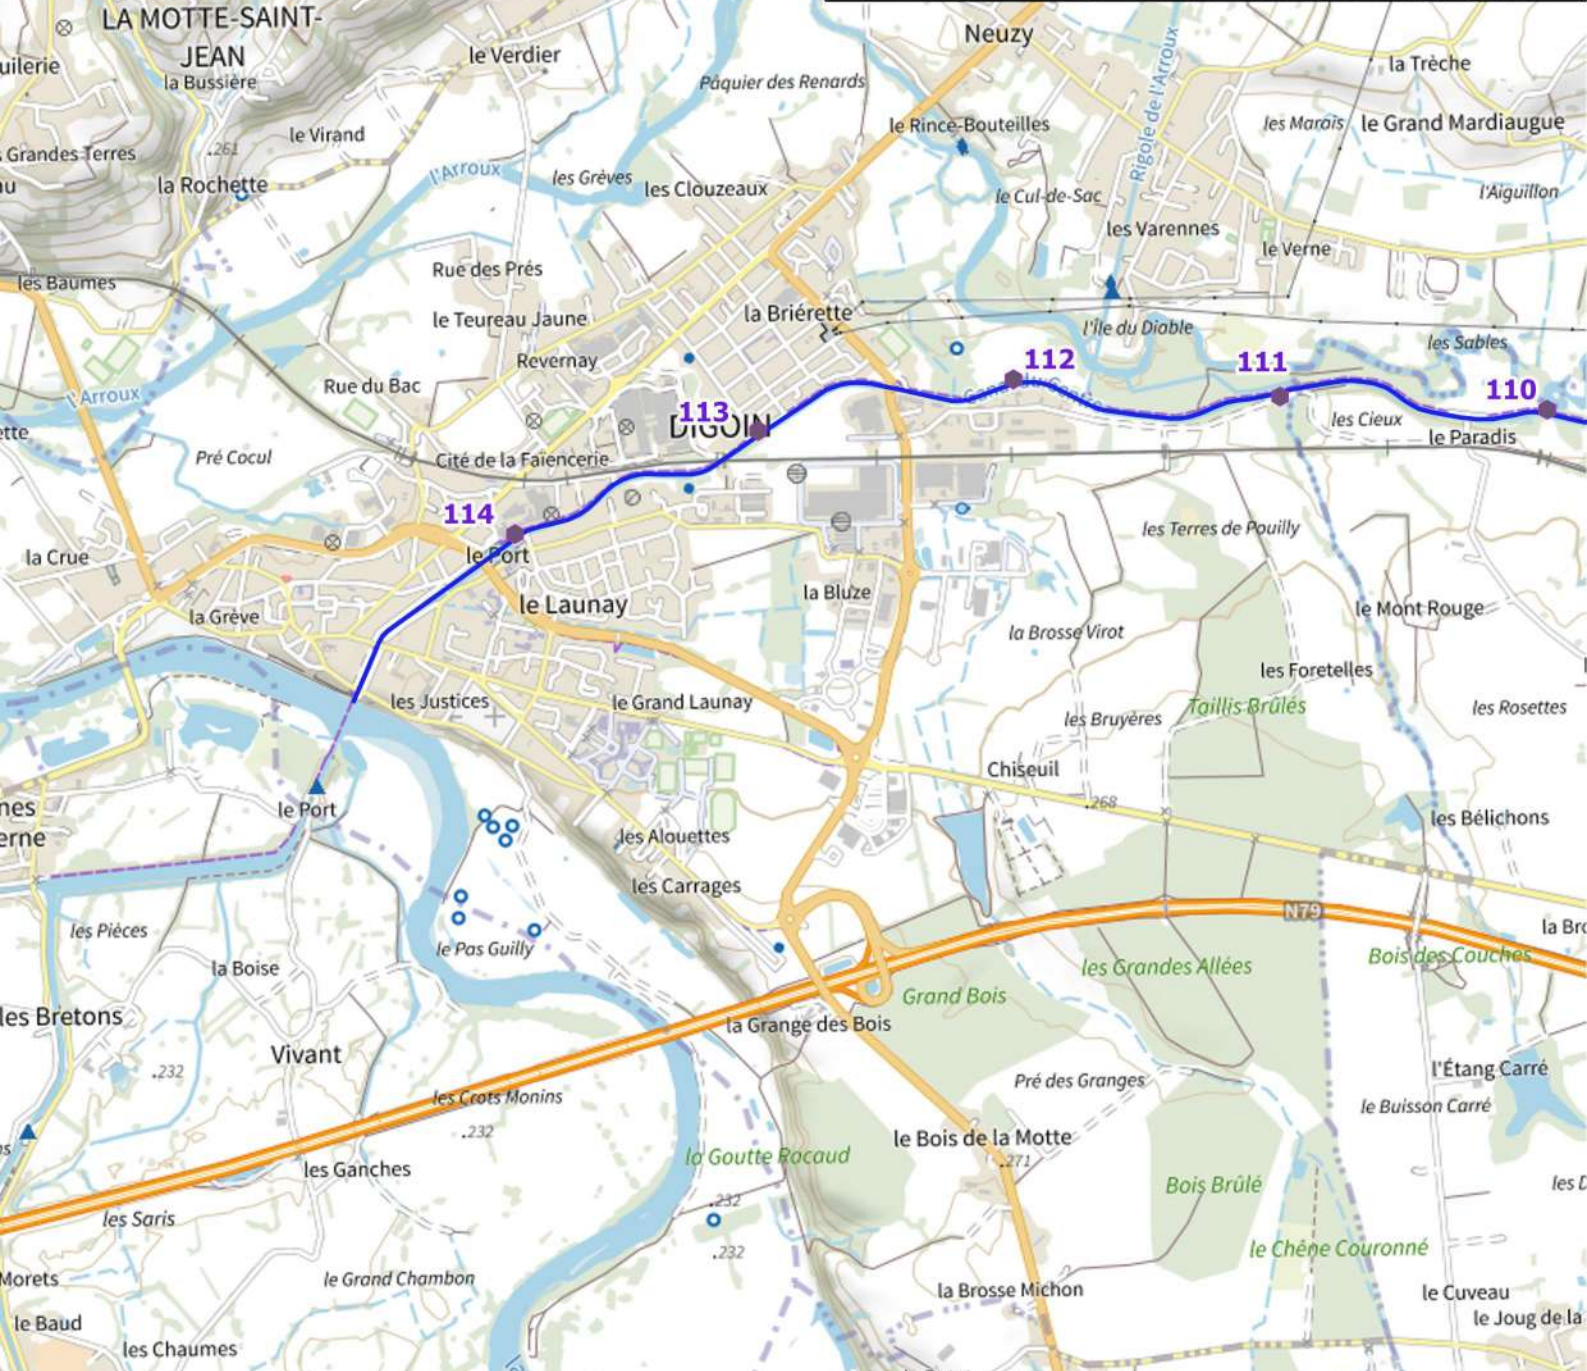 LA MOTTE-SAINT-
JEAN
la Bussière
le Verdier
Neuzy
la Trèche
Pâquier des Renards
Rigole de l'Arroux
uilerie
le Virand
le Rince-Bouteilles
les Marais
le Grand Mardiaugue
.261
Grandes Terres
la Rochette
l'Arroux
les Grèves
les Clouzeaux
le Cul-de-Sac
l'Aiguillon
au
les Varennes
le Verne
les Baumes
Rue des Prés
la Briérette
le Teureau Jaune
l'Île du Diable
les Sables
Revernay
112
111
110
Rue du Bac
l'Arroux
Canal du Centre
113
DIGOIN
les Cieux
le Paradis
ette
Pré Cocul
Cité de la Faïencerie
114
le Port
la Crue
les Terres de Pouilly
la Grève
le Launay
la Bluze
le Mont Rouge
la Brosse Virot
les Foretelles
les Justices
le Grand Launay
les Bruyères
Taillis Brûlés
les Rosettes
Chiseuil
.268
le Port
nes
erne
les Alouettes
les Bélichons
les Carrages
N79
les Pièces
le Pas Guilly
la Bro
la Boise
les Grandes Allées
Bois des Couches
Grand Bois
les Bretons
la Grange des Bois
Vivant
.232
l'Étang Carré
les Crots Monins
Pré des Granges
le Buisson Carré
.232
le Bois de la Motte
la Goutte Racaud
.271
les Ganches
Bois Brûlé
les Saris
.232
.232
le Chêne Couronné
Morets
le Grand Chambon
la Brosse Michon
le Cuveau
le Baud
le Joug de la
les Chaumes